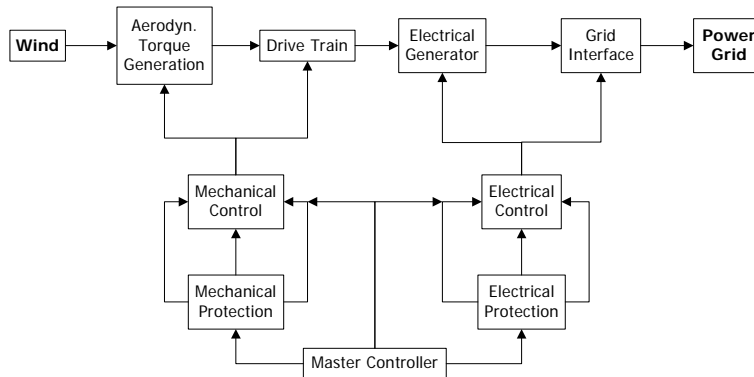 Wind
Aerodyn.
Torque
Generation
Drive Train
Electrical
Generator
Grid
Interface
Power
Grid
Mechanical
Control
Electrical
Control
Mechanical
Protection
Electrical
Protection
Master Controller